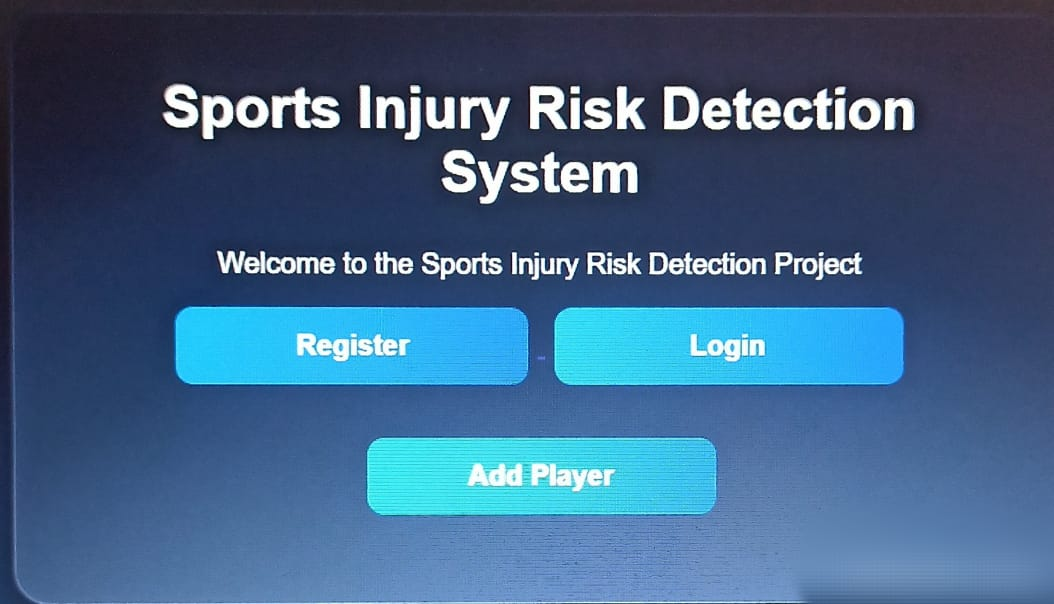 Sports Injury Risk Detection
System
Welcome to the Sports Injury Risk Detection Project
Register
Login
Add Player